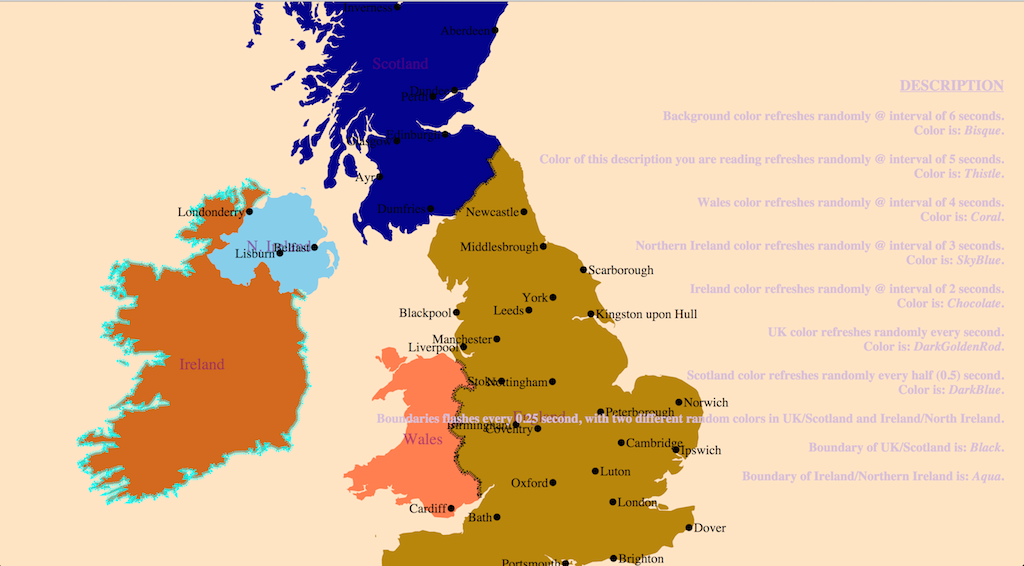 Inverness
Aberdeen
Scotland
DESCRIPTION
Dundee
Perth
Background color refreshes randomly @ interval of 6 seconds.
Color is: Bisque.
Edinburgh
Glasgow
Color of this description you are reading refreshes randomly @ interval of 5 seconds.
Color is: Thistle.
Ayr
Wales color refreshes randomly @ interval of 4 seconds.
Color is: Coral.
Dumfries
Londonderry
Newcastle
Northern Ireland color refreshes randomly @ interval of 3 seconds.
Color is: SkyBlue.
N. Ireland
Belfast
Lisburn
Middlesbrough
Scarborough
Ireland color refreshes randomly @ interval of 2 seconds.
Color is: Chocolate.
York
Leeds
Blackpool
Kingston upon Hull
UK color refreshes randomly every second.
Color is: DarkGoldenRod.
Manchester
Liverpool
Ireland
Scotland color refreshes randomly every half (0.5) second.
Color is: DarkBlue.
Stoke
Nottingham
Norwich
Peterborough
England
Boundaries flashes every 0.25 second, with two different random colors in UK/Scotland and Ireland/North Ireland.
Birmingham
Coventry
Wales
Cambridge
Ipswich
Boundary of UK/Scotland is: Black.
Luton
Boundary of Ireland/Northern Ireland is: Aqua.
Oxford
London
Cardiff
Bath
Dover
Brighton
Portsmouth